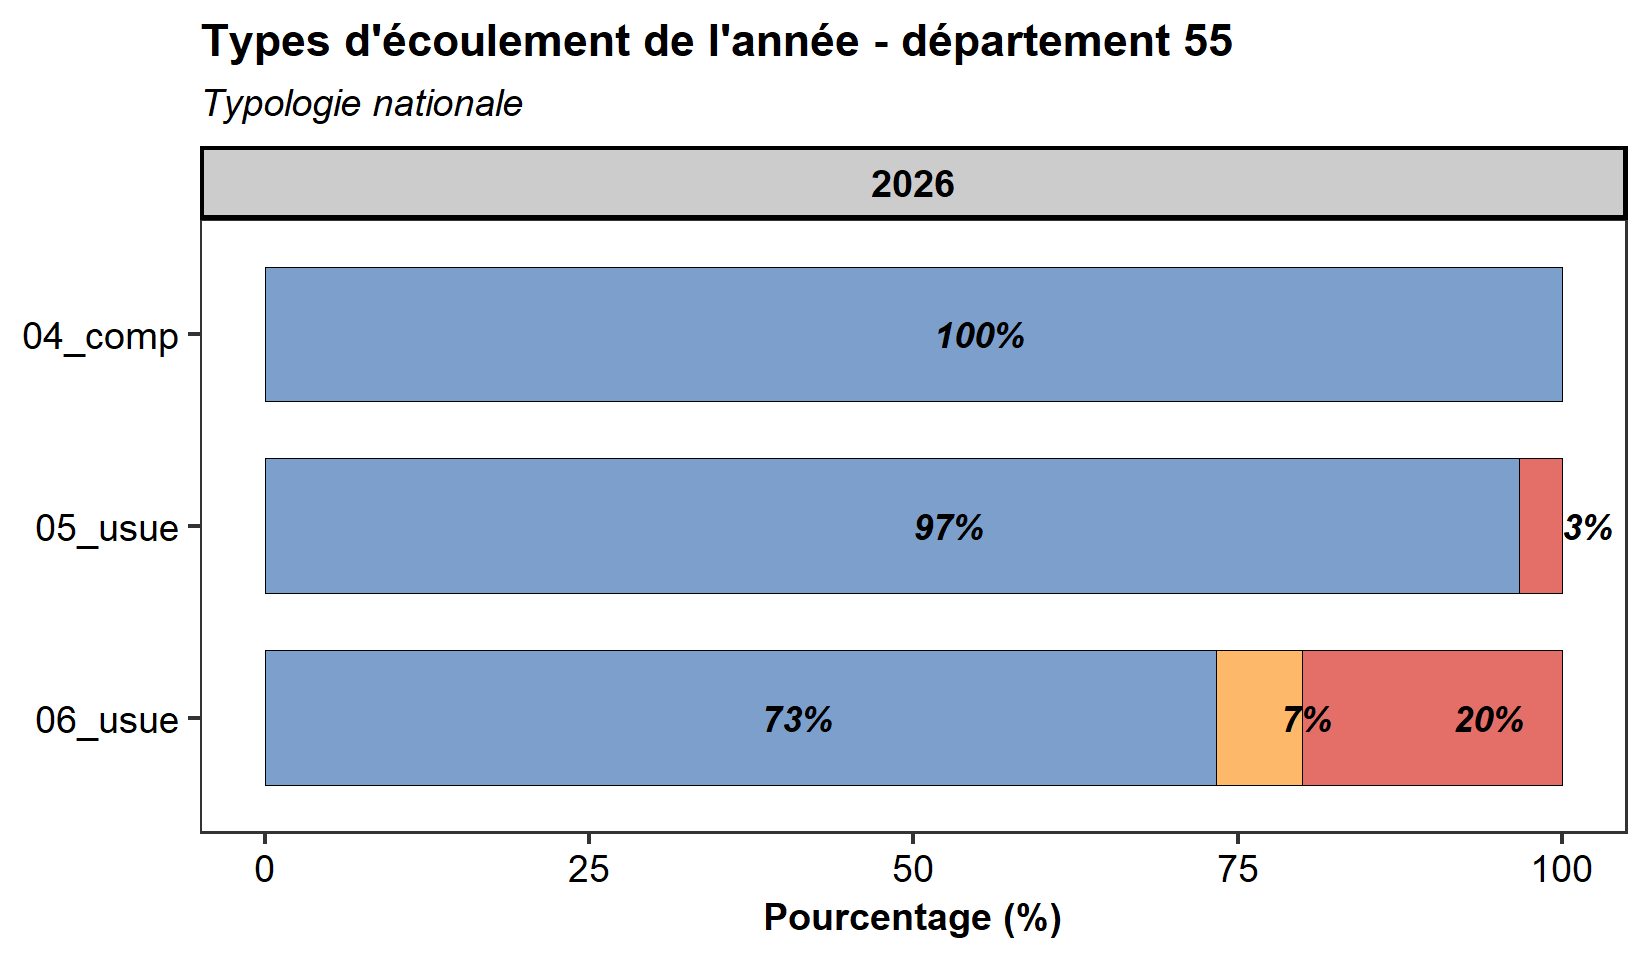 Types d'écoulement de l'année - département 55
Typologie nationale
2026
04_comp
100%
05_usue
97%
3%
06_usue
73%
7%
20%
0
25
50
75
100
Pourcentage (%)